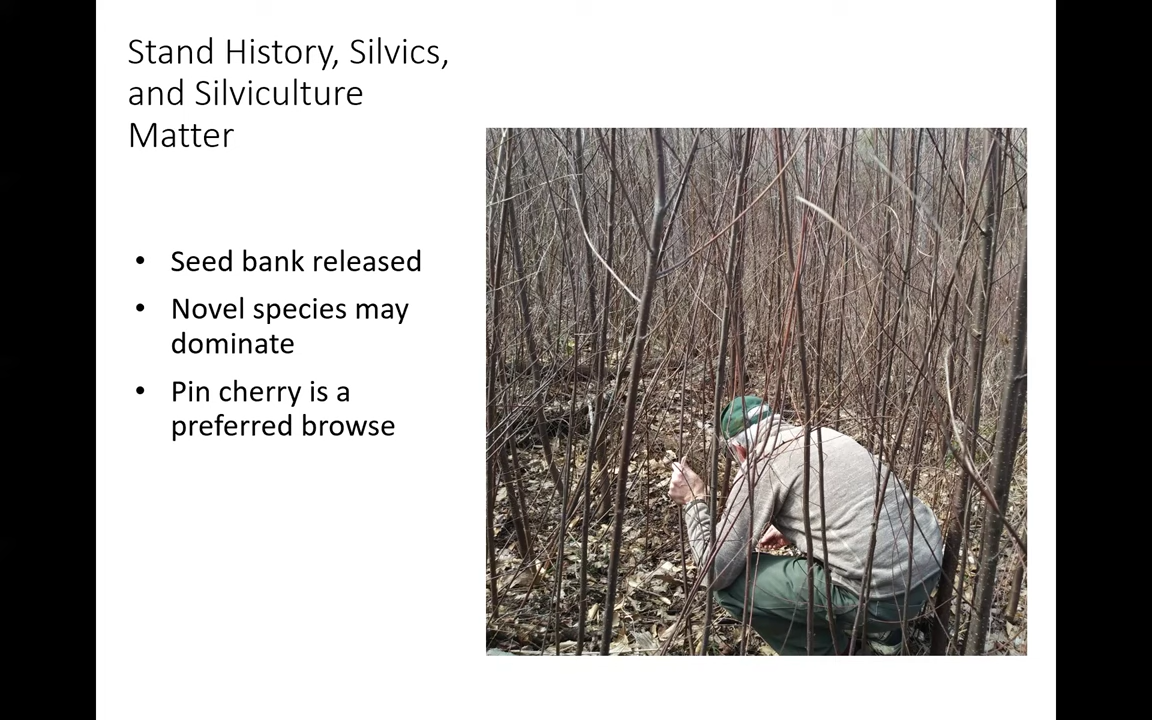 Stand History, Silvics,
and Silviculture
Matter
• Seed bank released
• Novel species may
dominate
• Pin cherry is a
preferred browse